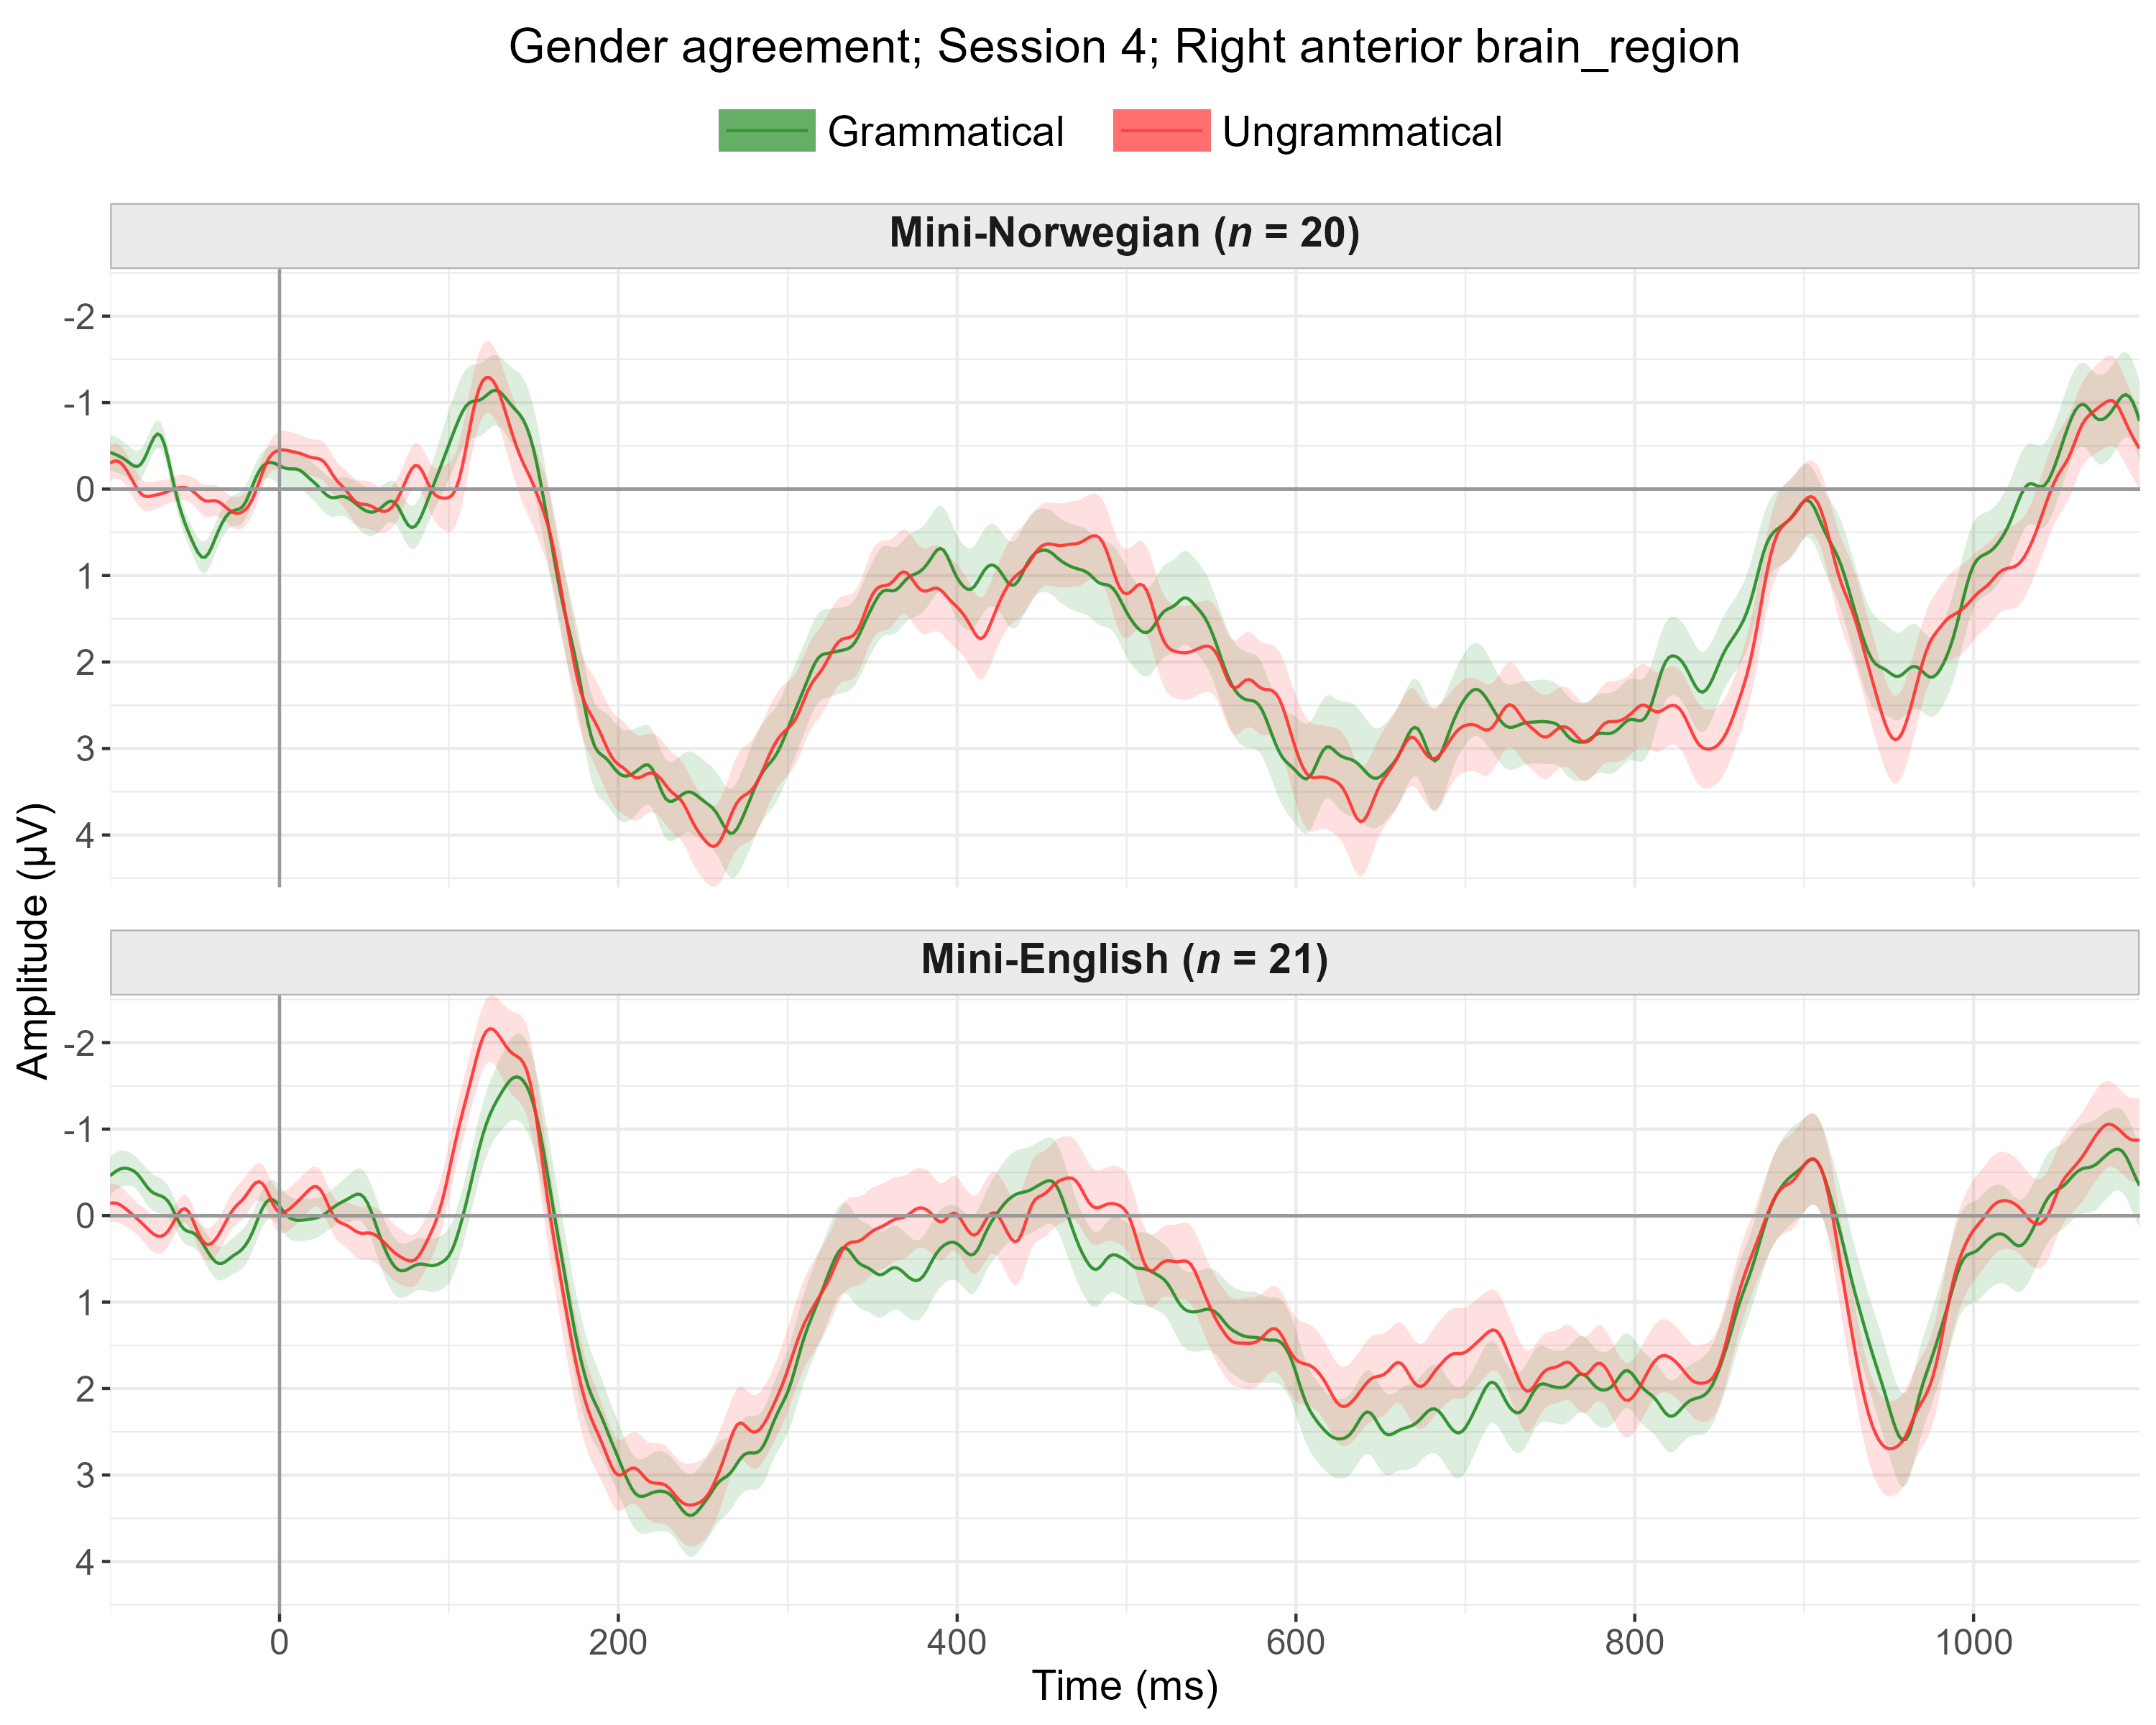 Gender agreement; Session 4; Right anterior brain_region
Grammatical
Ungrammatical
Mini-Norwegian (n = 20)
-2
-1
0
1
2
3
4
Amplitude (µV)
Mini-English (n = 21)
-2
-1
0
1
2
3
4
0 200 400 600 800 1000
Time (ms)